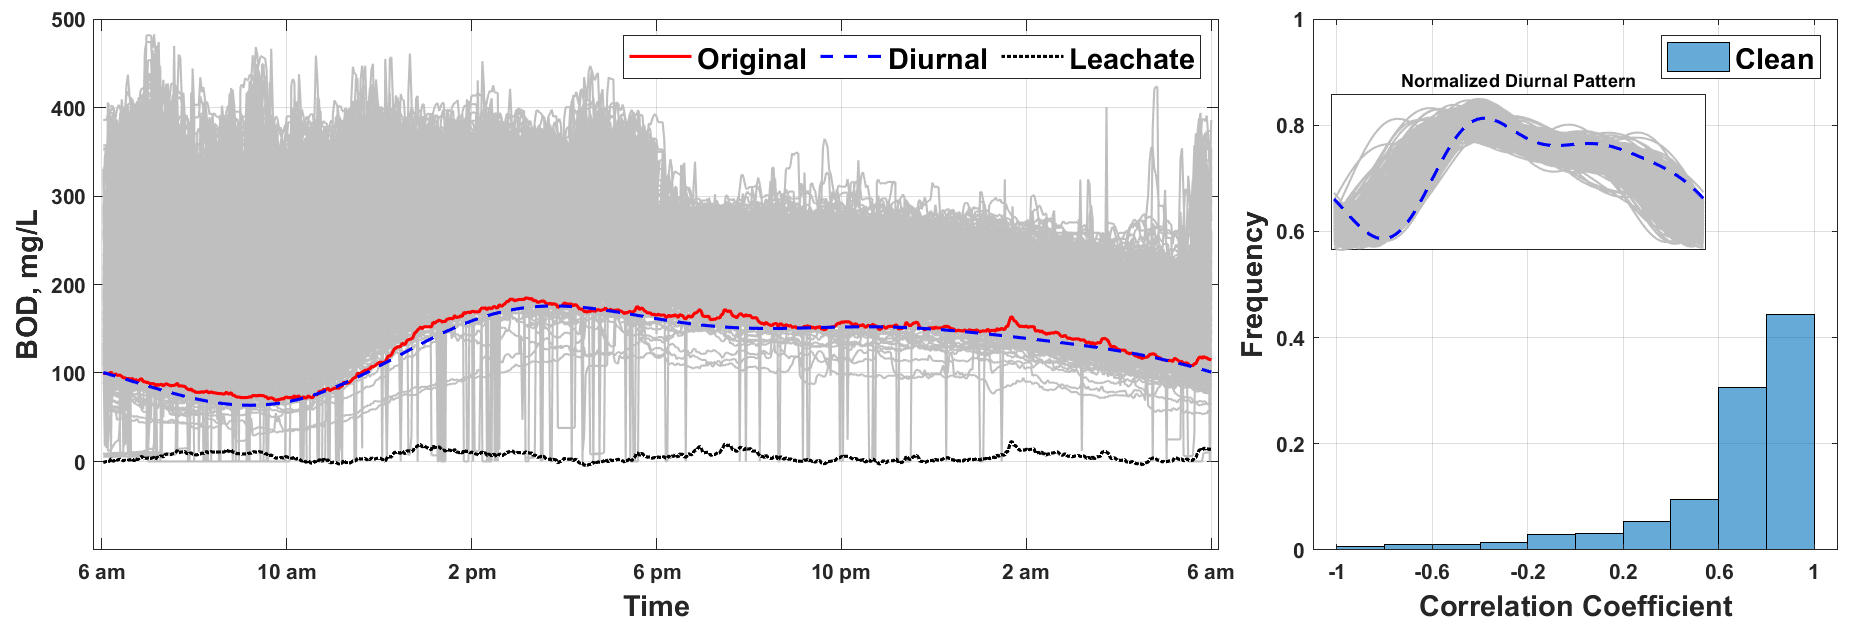 500
400
300
200
100
0
BOD, mg/L
Original Diurnal Leachate
6 am 10 am 2 pm 6 pm 10 pm 2 am 6 am
Time
1
0.8
0.6
0.4
0.2
0
Frequency
Clean
Normalized Diurnal Pattern
-1 -0.6 -0.2 0.2 0.6 1
Correlation Coefficient